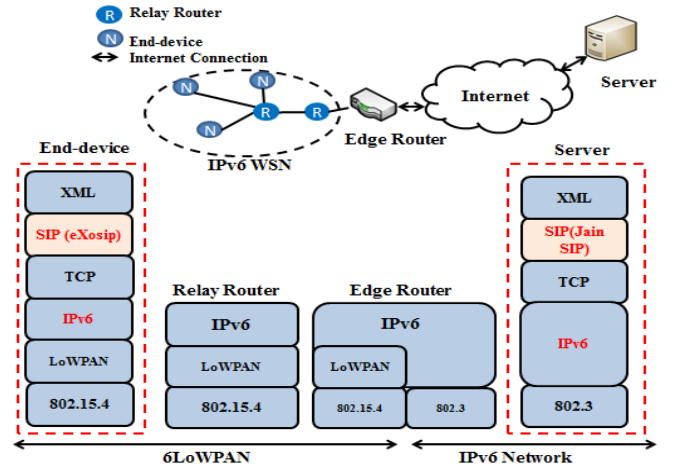 R Relay Router
N End-device
Internet Connection
Server
Internet
N
N
N
R
R
Edge Router
IPv6 WSN
End-device
Server
XML
SIP (eXosip)
TCP
IPv6
LoWPAN
802.15.4
Relay Router
IPv6
LoWPAN
802.15.4
Edge Router
IPv6
LoWPAN
802.15.4
802.3
XML
SIP(Jain
SIP)
TCP
IPv6
802.3
6LoWPAN
IPv6 Network